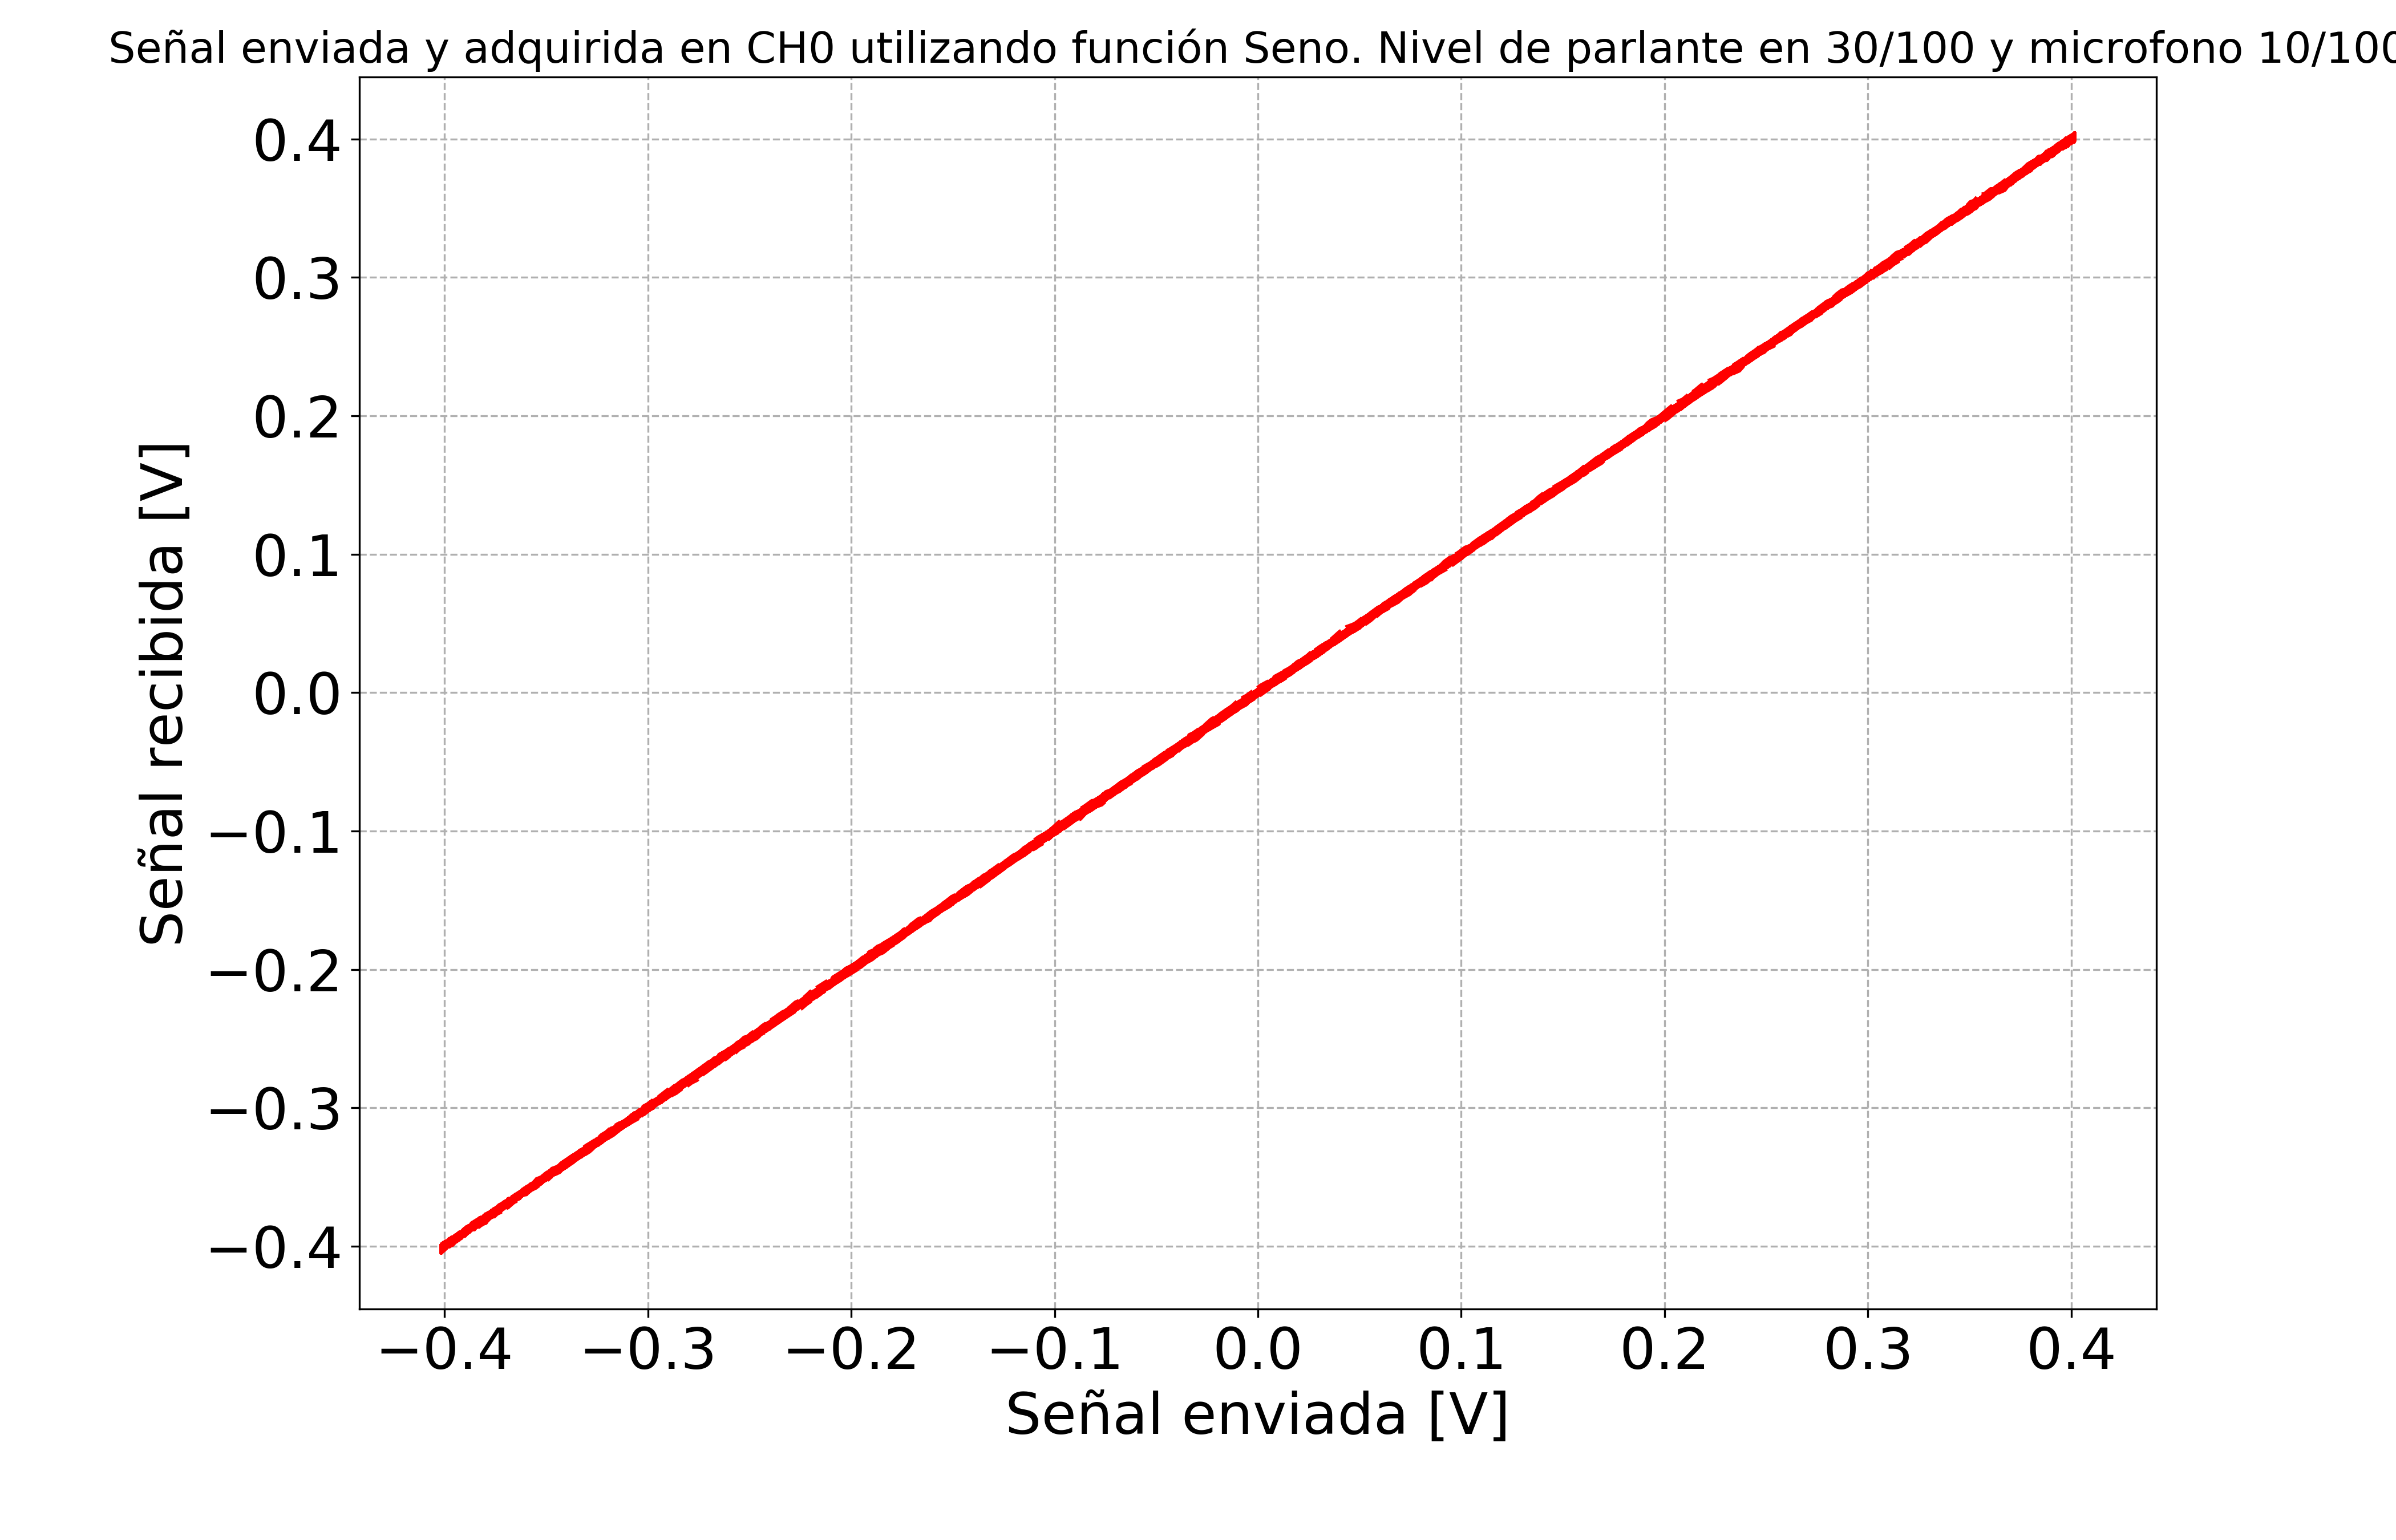 Señal enviada y adquirida en CH0 utilizando función Seno. Nivel de parlante en 30/100 y microfono 10/100
Señal recibida [V]
0.4
0.3
0.2
0.1
0.0
−0.1
−0.2
−0.3
−0.4
−0.4 −0.3 −0.2 −0.1 0.0 0.1 0.2 0.3 0.4
Señal enviada [V]